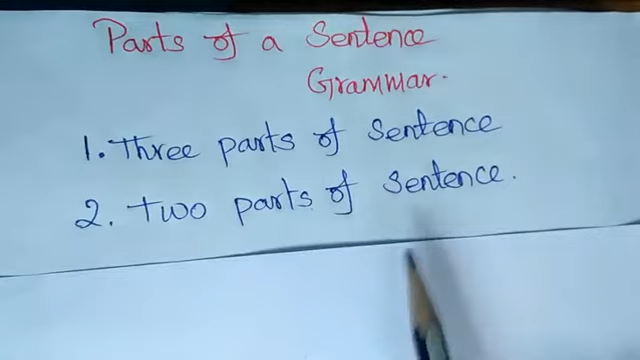 Parts of a Sentence
Grammar.
1. Three parts of Sentence
2. Two parts of Sentence.